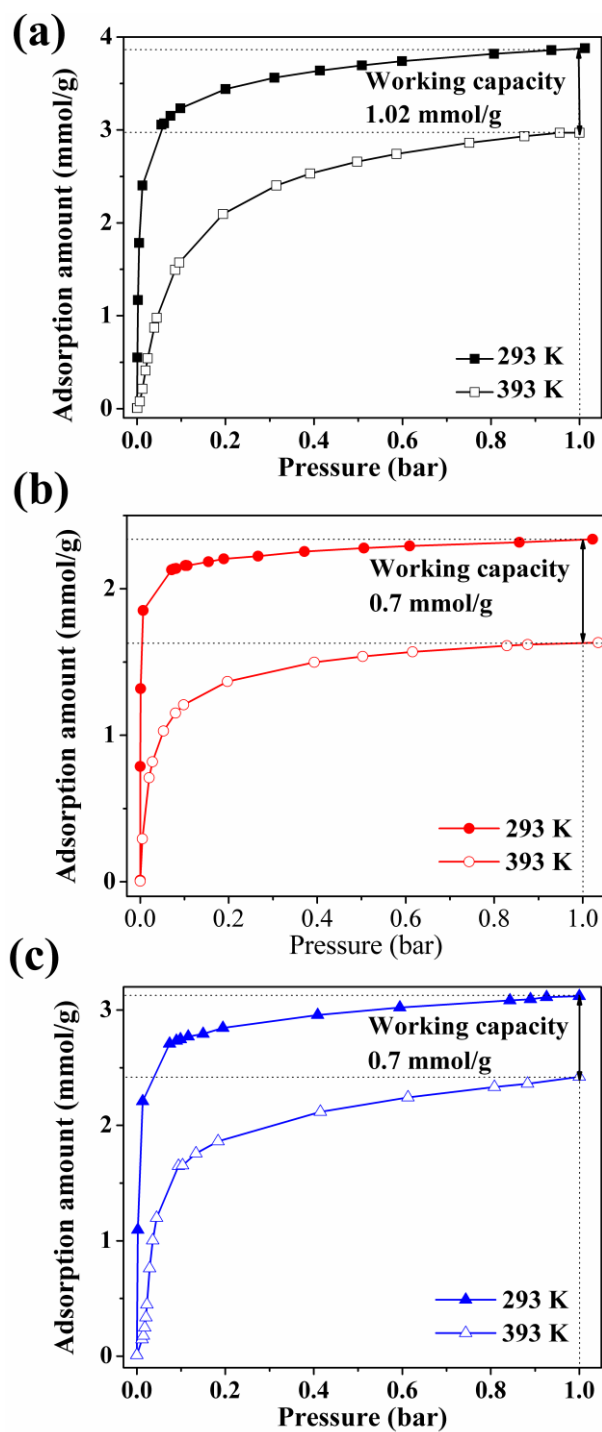 (a)
4
3
2
1
0
Adsorption amount (mmol/g)
Working capacity
1.02 mmol/g
293 K
393 K
0.0 0.2 0.4 0.6 0.8 1.0
Pressure (bar)
(b)
2
1
0
Adsorption amount (mmol/g)
Working capacity
0.7 mmol/g
293 K
393 K
0.0 0.2 0.4 0.6 0.8 1.0
Pressure (bar)
(c)
3
2
1
0
Adsorption amount (mmol/g)
Working capacity
0.7 mmol/g
293 K
393 K
0.0 0.2 0.4 0.6 0.8 1.0
Pressure (bar)